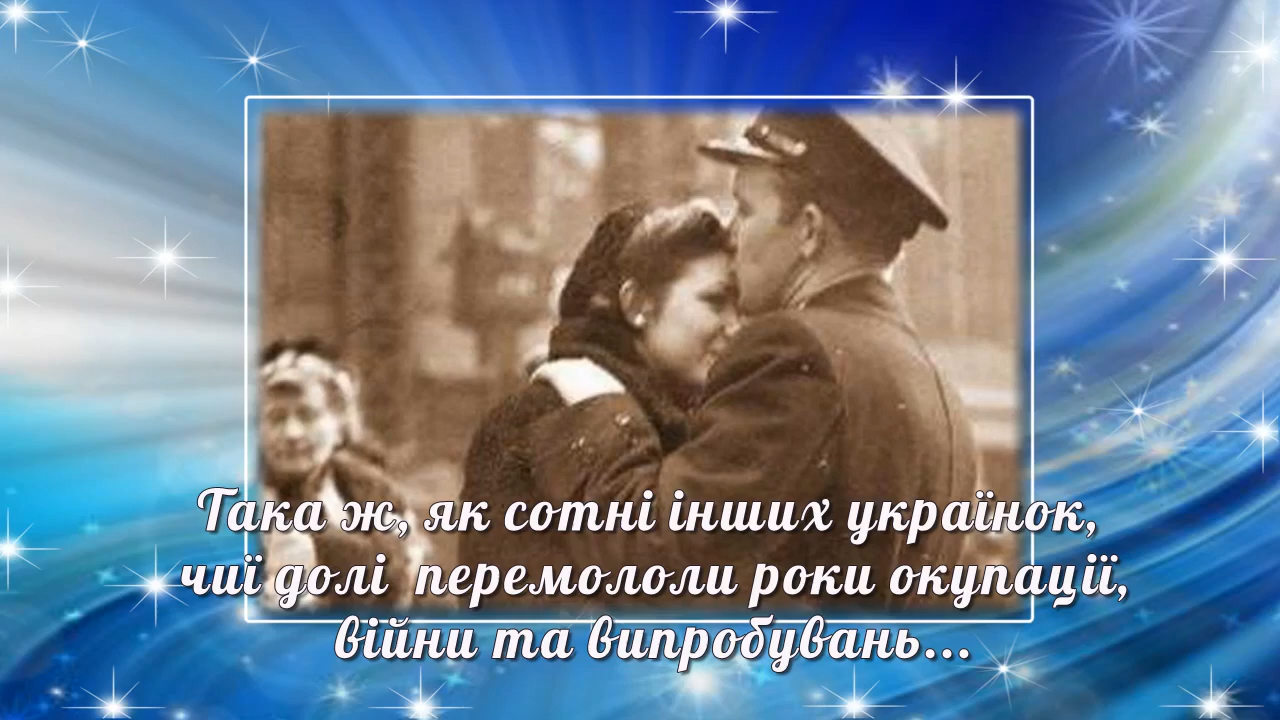 Така ж, як сотні інших українок,
чиї долі перемололи роки окупації,
війни та випробувань...